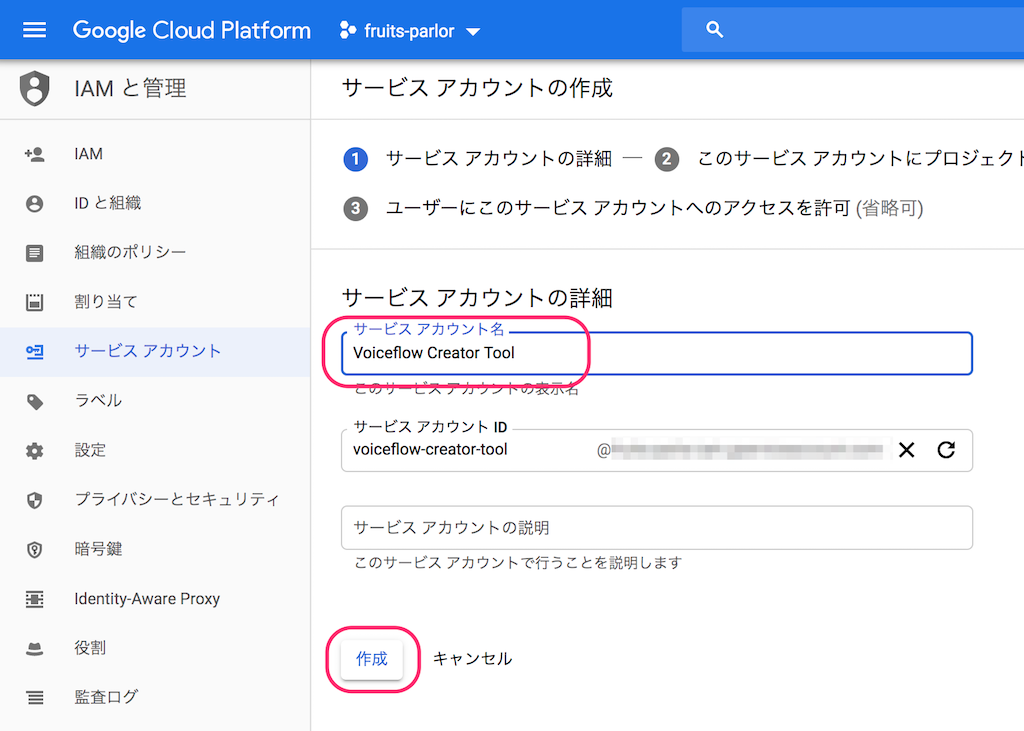 Google Cloud Platform
fruits-parlor
IAM と管理
IAM
ID と組織
組織のポリシー
割り当て
サービス アカウント
ラベル
設定
プライバシーとセキュリティ
暗号鍵
Identity-Aware Proxy
役割
監査ログ
サービス アカウントの作成
1 サービス アカウントの詳細 — 2 このサービス アカウントにプロジェクト
3 ユーザーにこのサービス アカウントへのアクセスを許可 (省略可)
サービス アカウントの詳細
サービス アカウント名
Voiceflow Creator Tool
このサービス アカウントの表示名
サービス アカウント ID
voiceflow-creator-tool @
サービス アカウントの説明
このサービス アカウントで行うことを説明します
作成 キャンセル